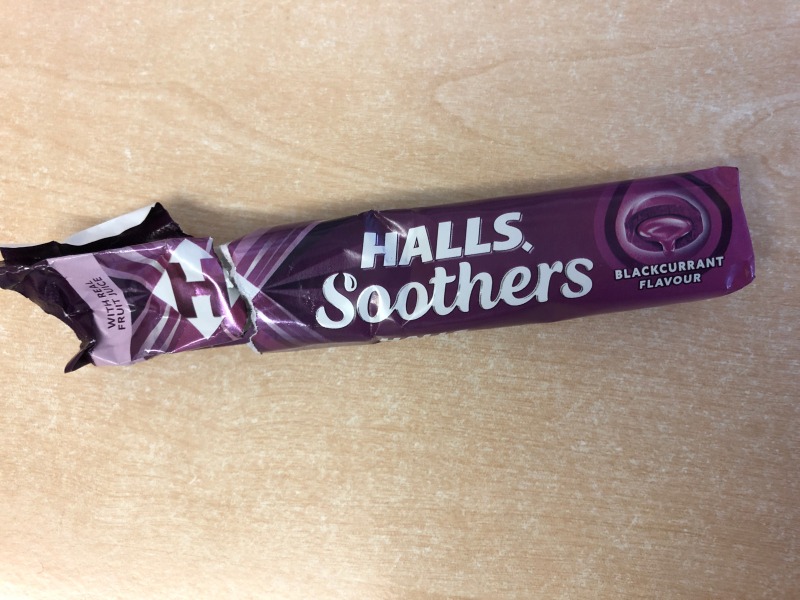 HALLS.
Soothers
BLACKCURRANT
FLAVOUR
WITH REAL
FRUIT JUICE
H